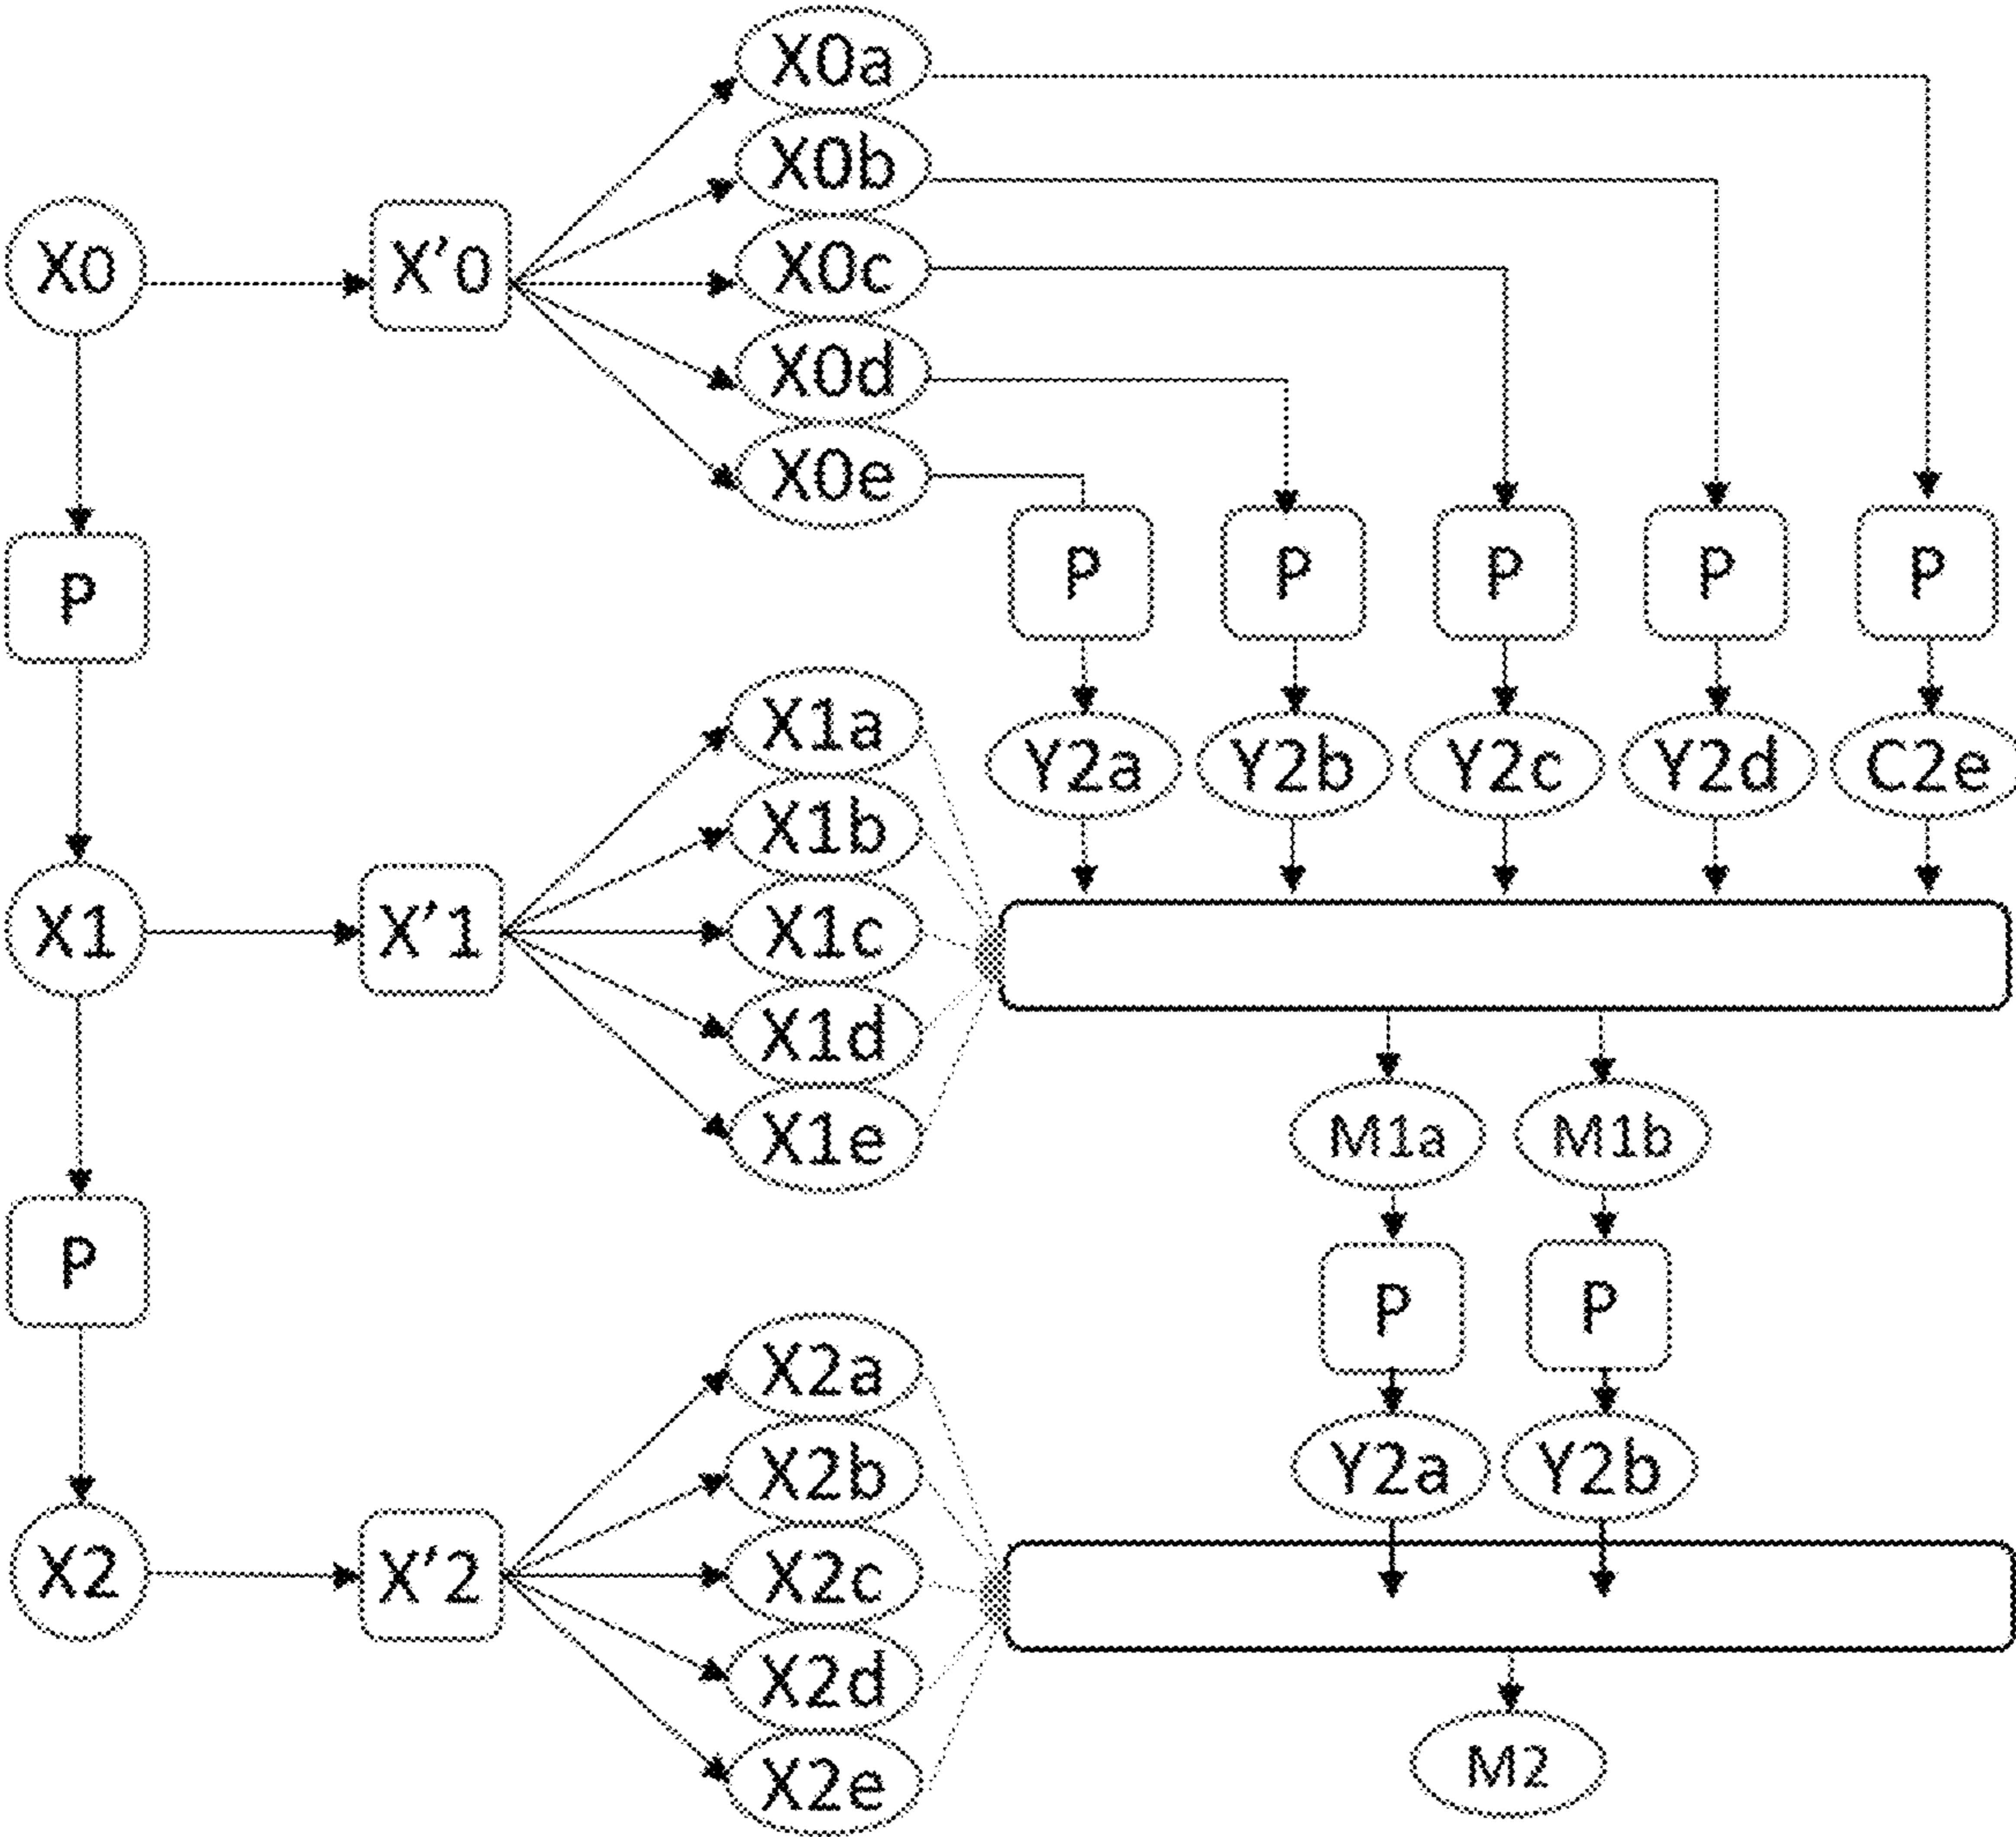 X0a
X0b
X0 X'0 X0c
X0d
X0e
P P P P P
P
X1a
Y2a Y2b Y2c Y2d C2e
X1b
X1 X'1 X1c
X1d
X1e M1a M1b
P
P P
X2a
X2b Y2a Y2b
X2 X'2 X2c
X2d
X2e M2